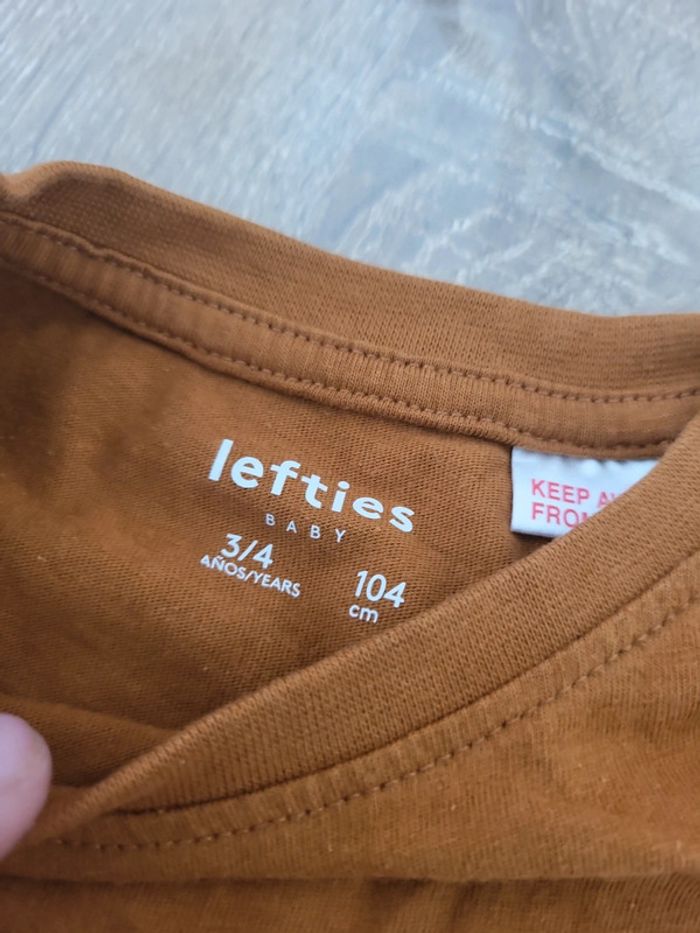 lefties
BABY
3/4
AÑOS/YEARS
104
cm
KEEP
FROM